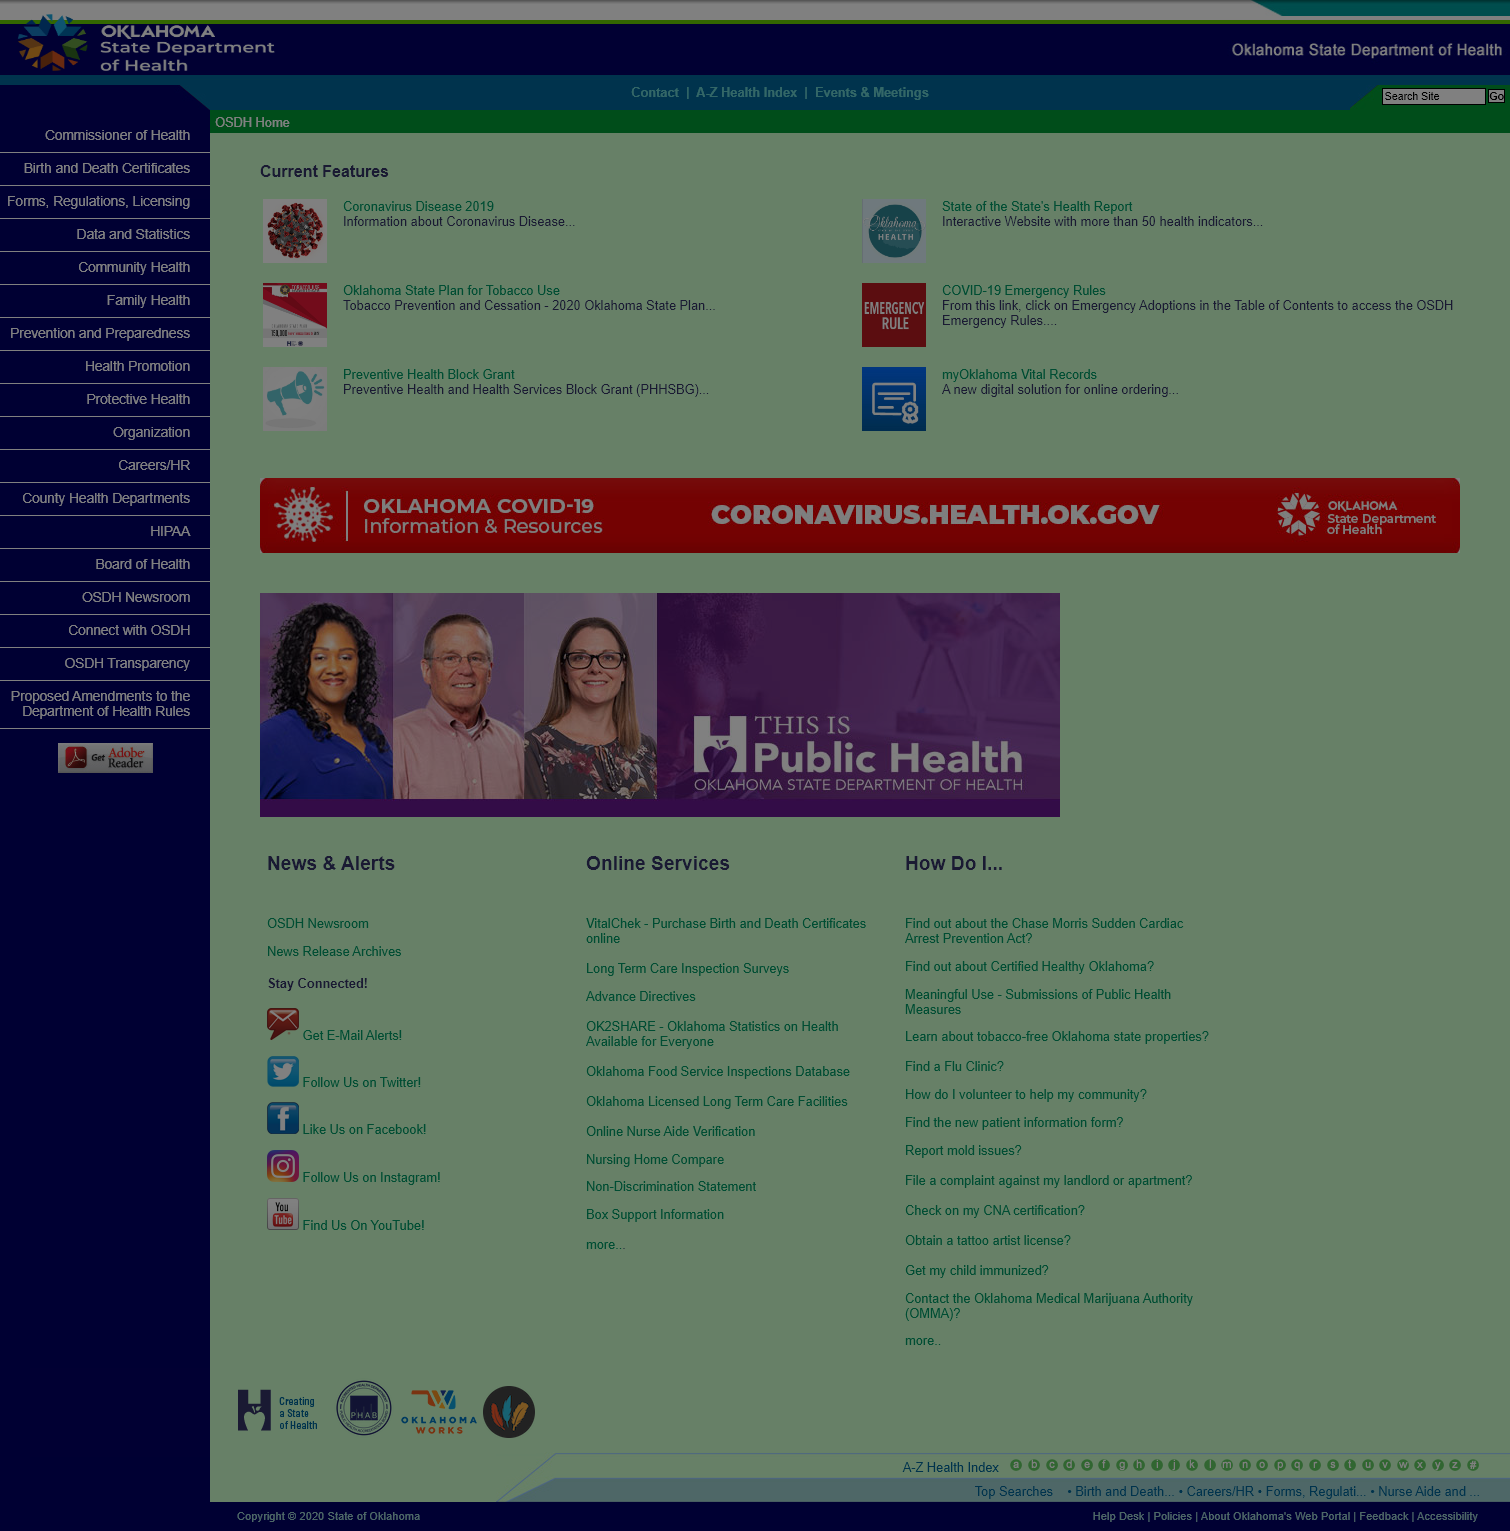 OKLAHOMA
State Department
of Health
Oklahoma State Department of Health
Contact | A-Z Health Index | Events & Meetings
Search Site Go
OSDH Home
Commissioner of Health
Birth and Death Certificates
Forms, Regulations, Licensing
Data and Statistics
Community Health
Family Health
Prevention and Preparedness
Health Promotion
Protective Health
Organization
Careers/HR
County Health Departments
HIPAA
Board of Health
OSDH Newsroom
Connect with OSDH
OSDH Transparency
Proposed Amendments to the
Department of Health Rules
Get Adobe
Reader
Current Features
Coronavirus Disease 2019
Information about Coronavirus Disease...
Oklahoma
HEALTH
State of the State's Health Report
Interactive Website with more than 50 health indicators...
Oklahoma State Plan for Tobacco Use
Tobacco Prevention and Cessation - 2020 Oklahoma State Plan...
EMERGENCY
RULE
COVID-19 Emergency Rules
From this link, click on Emergency Adoptions in the Table of Contents to access the OSDH
Emergency Rules....
Preventive Health Block Grant
Preventive Health and Health Services Block Grant (PHHSBG)...
myOklahoma Vital Records
A new digital solution for online ordering...
OKLAHOMA COVID-19
Information & Resources
CORONAVIRUS.HEALTH.OK.GOV
OKLAHOMA
State Department
of Health
THIS IS
Public Health
OKLAHOMA STATE DEPARTMENT OF HEALTH
News & Alerts
OSDH Newsroom
News Release Archives
Stay Connected!
Get E-Mail Alerts!
Follow Us on Twitter!
Like Us on Facebook!
Follow Us on Instagram!
You
Tube
Find Us On YouTube!
Online Services
VitalChek - Purchase Birth and Death Certificates
online
Long Term Care Inspection Surveys
Advance Directives
OK2SHARE - Oklahoma Statistics on Health
Available for Everyone
Oklahoma Food Service Inspections Database
Oklahoma Licensed Long Term Care Facilities
Online Nurse Aide Verification
Nursing Home Compare
Non-Discrimination Statement
Box Support Information
more...
How Do I...
Find out about the Chase Morris Sudden Cardiac
Arrest Prevention Act?
Find out about Certified Healthy Oklahoma?
Meaningful Use - Submissions of Public Health
Measures
Learn about tobacco-free Oklahoma state properties?
Find a Flu Clinic?
How do I volunteer to help my community?
Find the new patient information form?
Report mold issues?
File a complaint against my landlord or apartment?
Check on my CNA certification?
Obtain a tattoo artist license?
Get my child immunized?
Contact the Oklahoma Medical Marijuana Authority
(OMMA)?
more..
Creating
a State
of Health
PHAB
OKLAHOMA
WORKS
A-Z Health Index a b c d e f g h i j k l m n o p q r s t u v w x y z #
Top Searches • Birth and Death... • Careers/HR • Forms, Regulati... • Nurse Aide and ...
Copyright © 2020 State of Oklahoma
Help Desk | Policies | About Oklahoma's Web Portal | Feedback | Accessibility